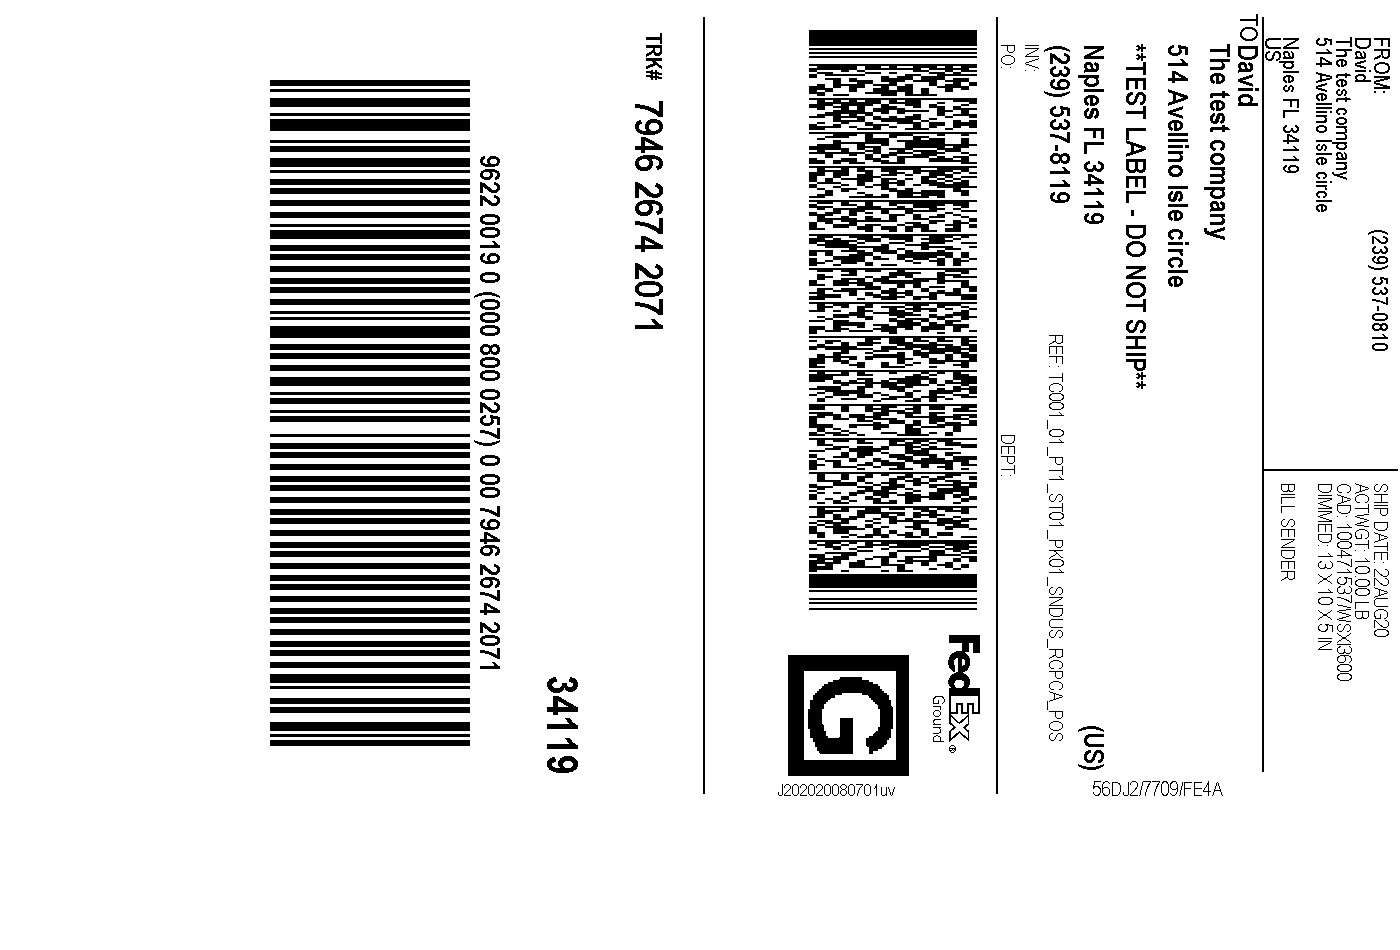 FROM: (239) 537-0810
David
The test company
514 Avellino Isle circle
Naples FL 34119
US
SHIP DATE: 22AUG20
ACTWGT: 10.00 LB
CAD: 100471537/WSXI3600
DIMMED: 13 X 10 X 5 IN
BILL SENDER
TO David
The test company
514 Avellino Isle circle
**TEST LABEL - DO NOT SHIP**
Naples FL 34119 (US)
(239) 537-8119 REF: TC001_01_PT1_ST01_PK01_SNDUS_RCPCA_POS
INV:
PO: DEPT:
56DJ2/7709/FE4A
FedEx®
Ground
G
J202020080701uv
TRK# 7946 2674 2071
34119
9622 0019 0 (000 800 0257) 0 00 7946 2674 2071